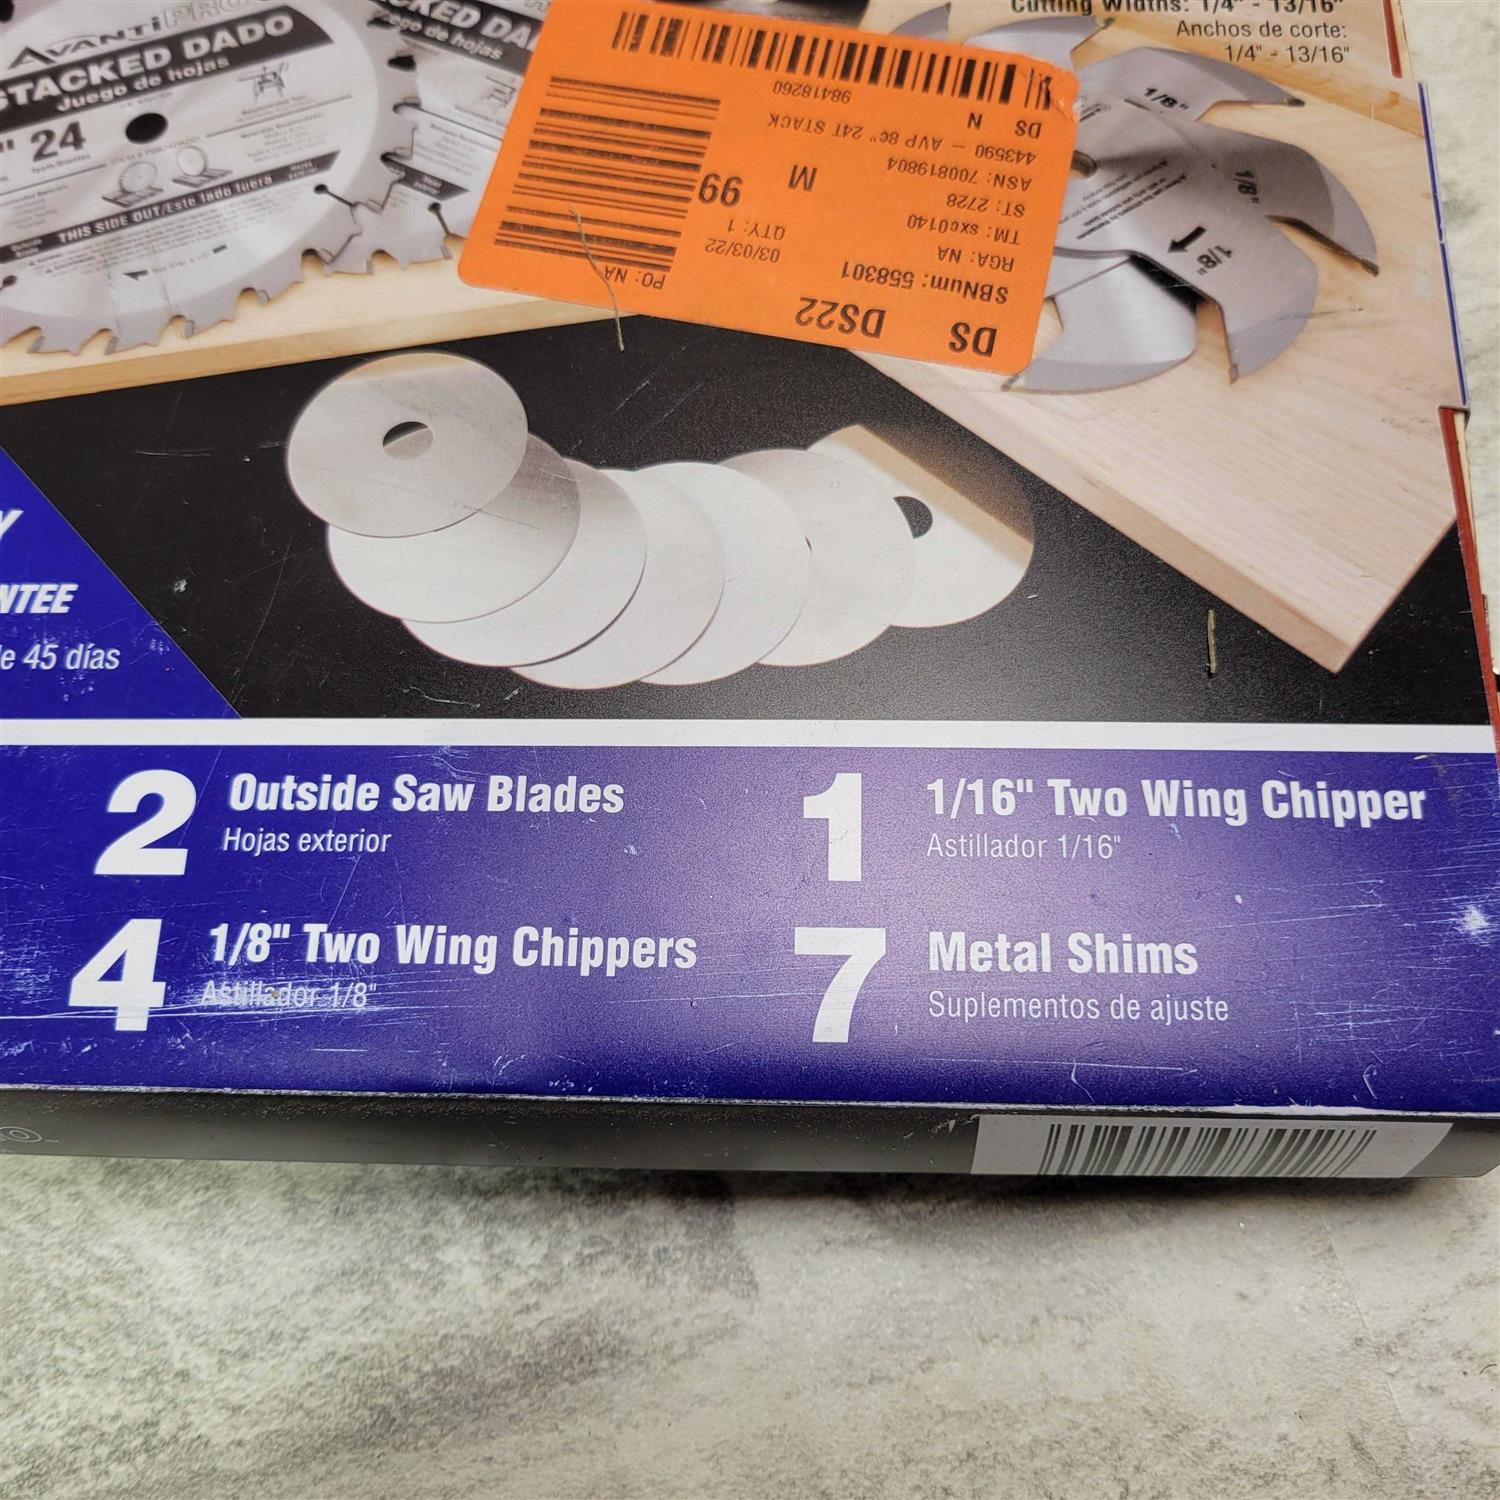 AVANTI PRO
STACKED DADO
Juego de hojas
24
THIS SIDE OUT/Este lado fuera
Cutting Widths: 1/4" - 13/16"
Anchos de corte:
1/4" - 13/16"
1/8"
1/8"
1/8"
DS DS22
SBNum: 558301
RGA: NA
PO: NA
TM: sxc0140
03/03/22
ST: 2728
QTY: 1
ASN: 700819804
M 99
443590 - AVP 8e" 24T STACK
DS N
98418260
NTEE
de 45 días
2 Outside Saw Blades
Hojas exterior
1 1/16" Two Wing Chipper
Astillador 1/16"
4 1/8" Two Wing Chippers
Astillador 1/8"
7 Metal Shims
Suplementos de ajuste